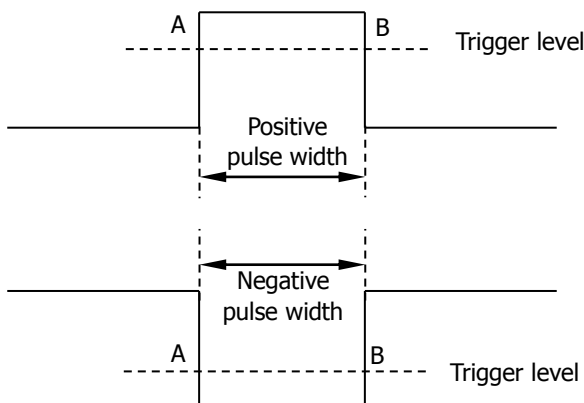 A
B
Trigger level
Positive
pulse width
Negative
pulse width
A
B
Trigger level